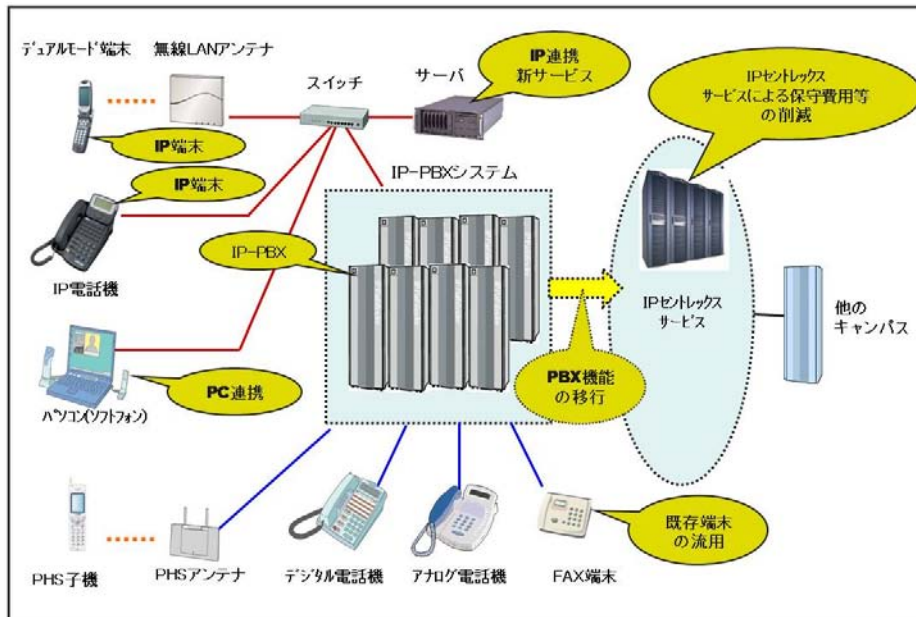 デュアルモード端末
無線LANアンテナ
スイッチ
サーバ
IP連携
新サービス
IPセントレックス
サービスによる保守費用等
の削減
IP端末
IP端末
IP-PBXシステム
IP-PBX
IP電話機
IPセントレックス
サービス
他の
キャンパス
PBX機能
の移行
PC連携
パソコン(ソフトフォン)
既存端末
の流用
PHS子機
PHSアンテナ
デジタル電話機
アナログ電話機
FAX端末